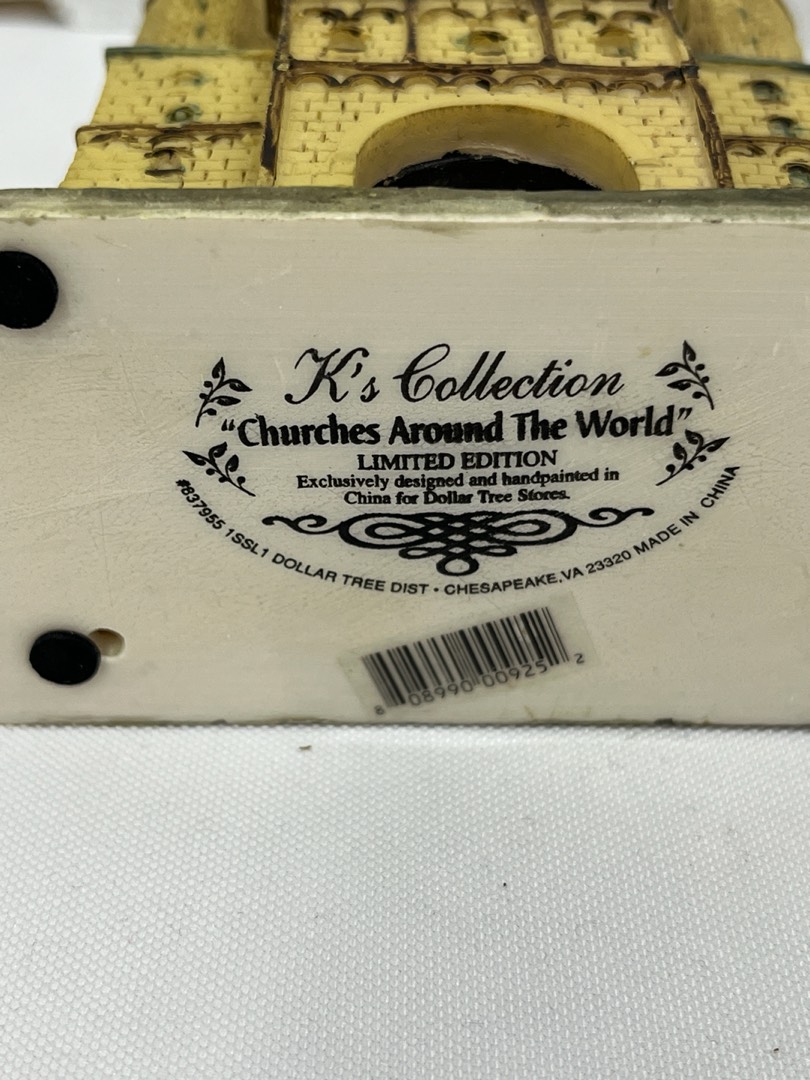 K's Collection
"Churches Around The World"
LIMITED EDITION
Exclusively designed and handpainted in
China for Dollar Tree Stores.
#837955 1SSL1 DOLLAR TREE DIST • CHESAPEAKE, VA 23320 MADE IN CHINA
8 08990 00925 2